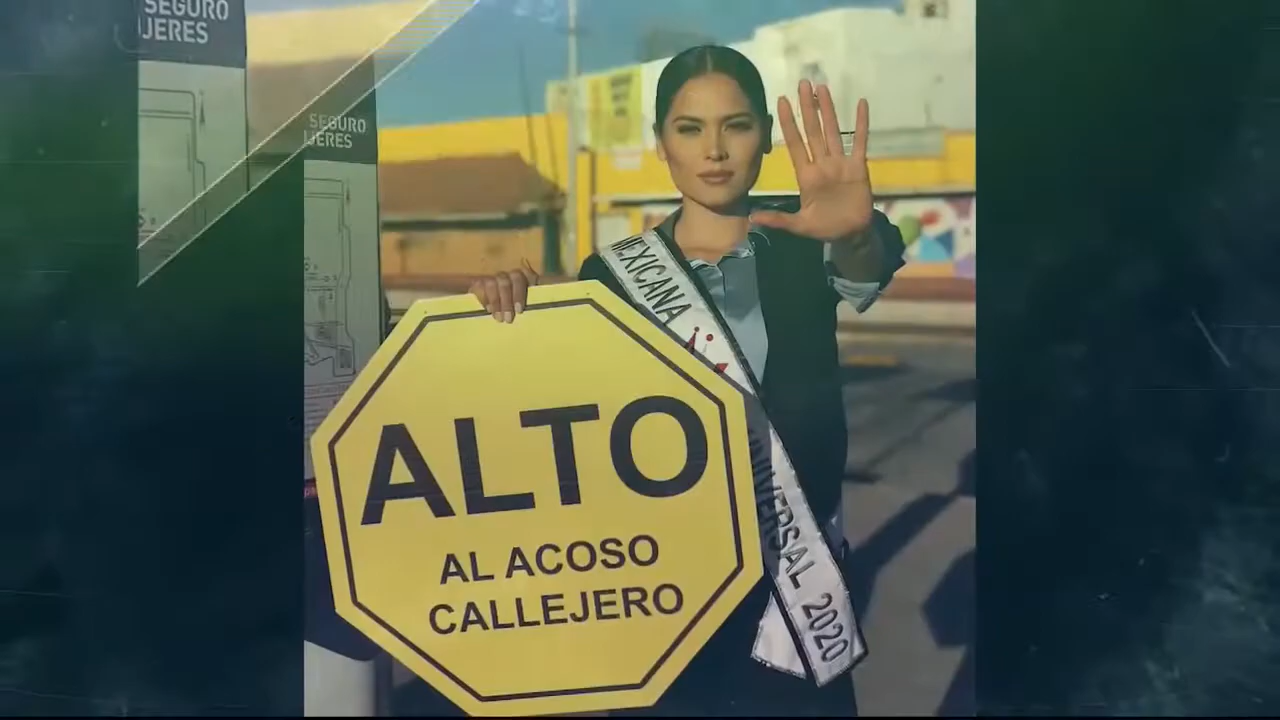 SEGURO
JERES
SEGURO
JERES
MEXICANA
UNIVERSAL 2020
ALTO
AL ACOSO
CALLEJERO